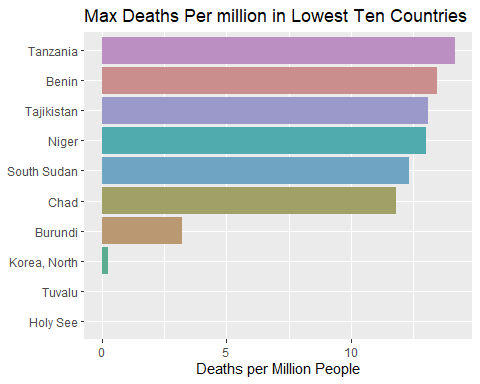 Max Deaths Per million in Lowest Ten Countries
Tanzania
Benin
Tajikistan
Niger
South Sudan
Chad
Burundi
Korea, North
Tuvalu
Holy See
0 5 10
Deaths per Million People